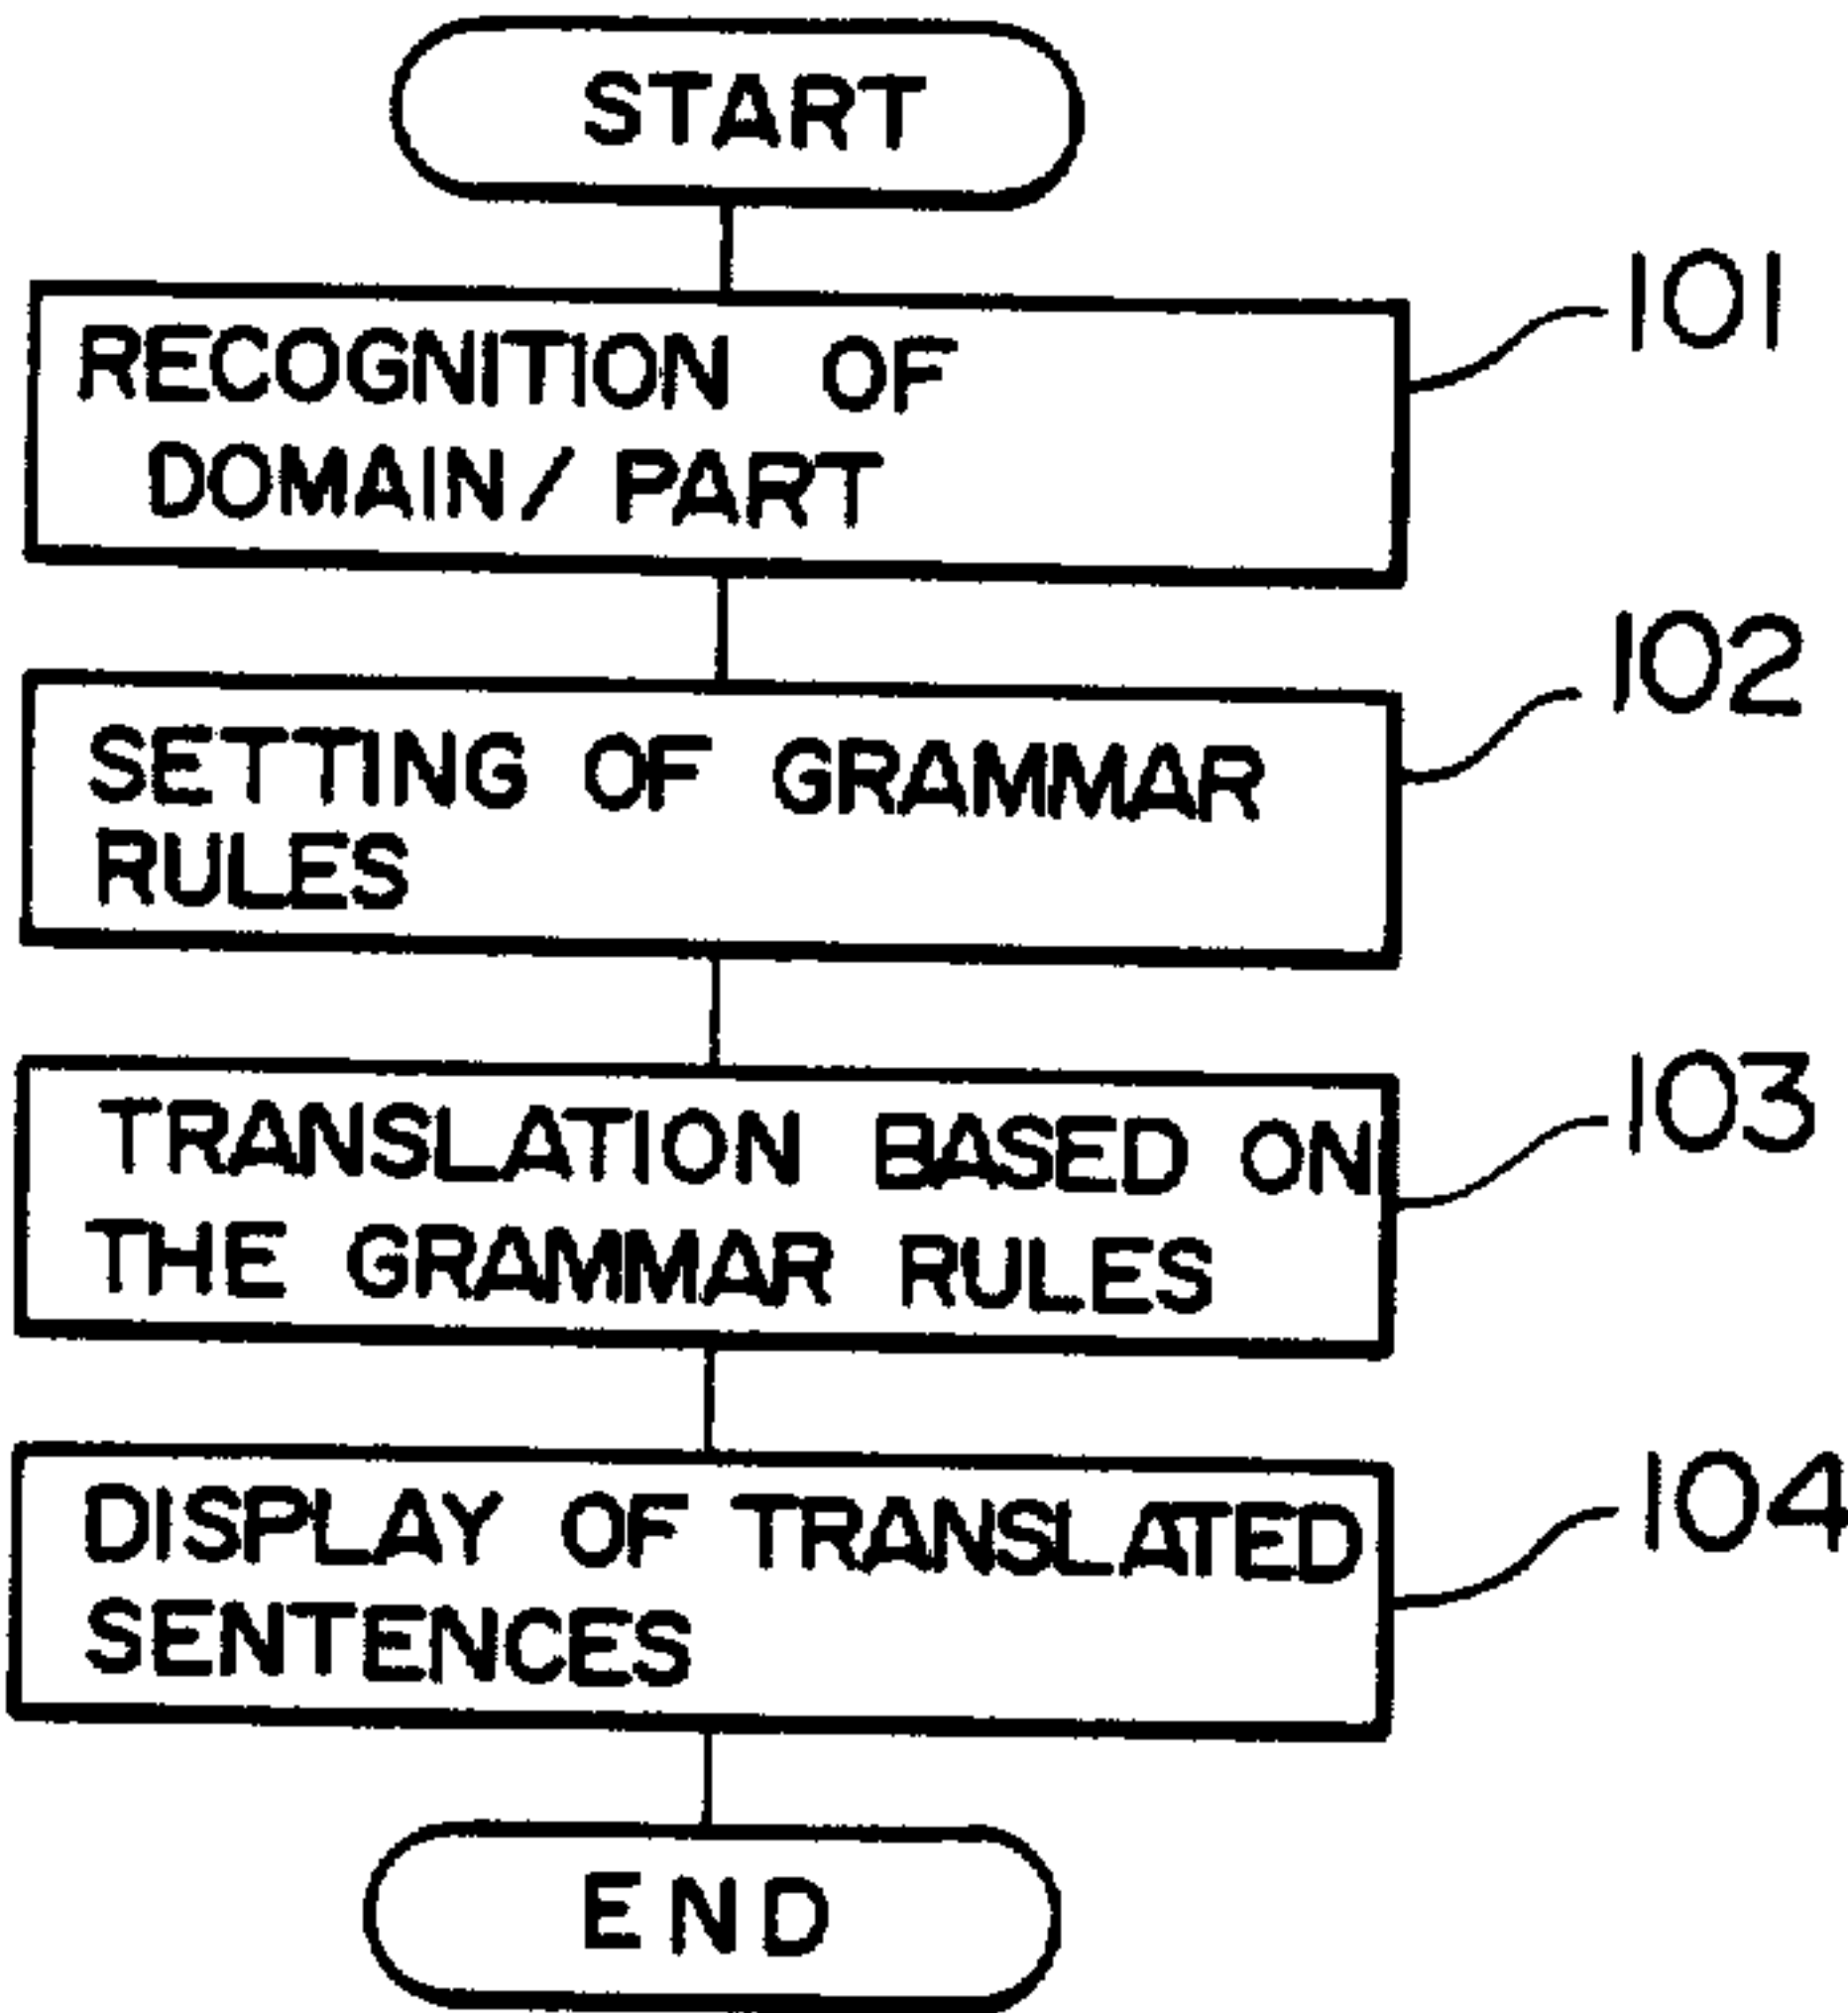 START
101
RECOGNITION OF
DOMAIN/ PART
102
SETTING OF GRAMMAR
RULES
103
TRANSLATION BASED ON
THE GRAMMAR RULES
104
DISPLAY OF TRANSLATED
SENTENCES
END